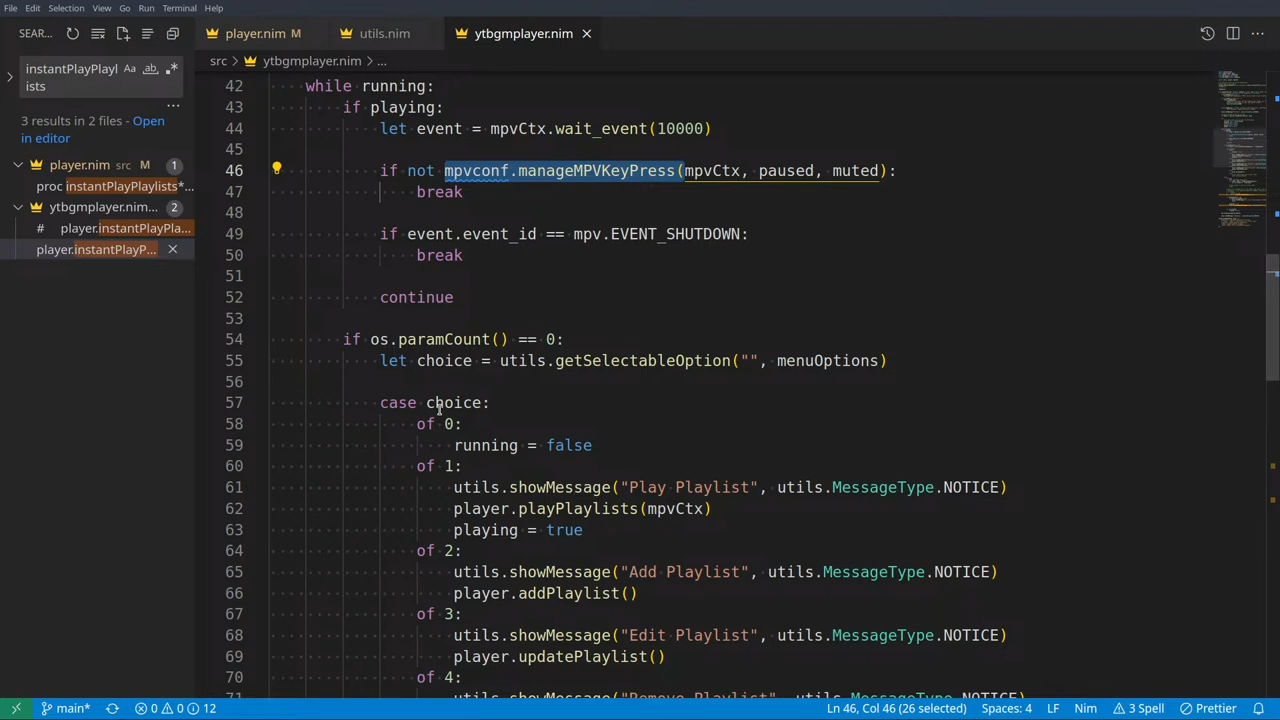 File Edit Selection View Go Run Terminal Help
SEAR...
player.nim M
utils.nim
ytbgmplayer.nim
src > ytbgmplayer.nim > ...
instantPlayPlayl
ists
Aa ab .*
...
3 results in 2 files - Open
in editor
player.nim src M 1
proc instantPlayPlaylists*...
ytbgmplayer.nim... 2
# player.instantPlayPla...
player.instantPlayP...
42 while running:
43 if playing:
44 let event = mpvCtx.wait_event(10000)
45
46 if not mpvconf.manageMPVKeyPress(mpvCtx, paused, muted):
47 break
48
49 if event.event_id == mpv.EVENT_SHUTDOWN:
50 break
51
52 continue
53
54 if os.paramCount() == 0:
55 let choice = utils.getSelectableOption("", menuOptions)
56
57 case choice:
58 of 0:
59 running = false
60 of 1:
61 utils.showMessage("Play Playlist", utils.MessageType.NOTICE)
62 player.playPlaylists(mpvCtx)
63 playing = true
64 of 2:
65 utils.showMessage("Add Playlist", utils.MessageType.NOTICE)
66 player.addPlaylist()
67 of 3:
68 utils.showMessage("Edit Playlist", utils.MessageType.NOTICE)
69 player.updatePlaylist()
70 of 4:
71 utils.showMessage("Remove Playlist", utils.MessageType.NOTICE)
main* 0 0 12 Ln 46, Col 46 (26 selected) Spaces: 4 LF Nim 3 Spell Prettier